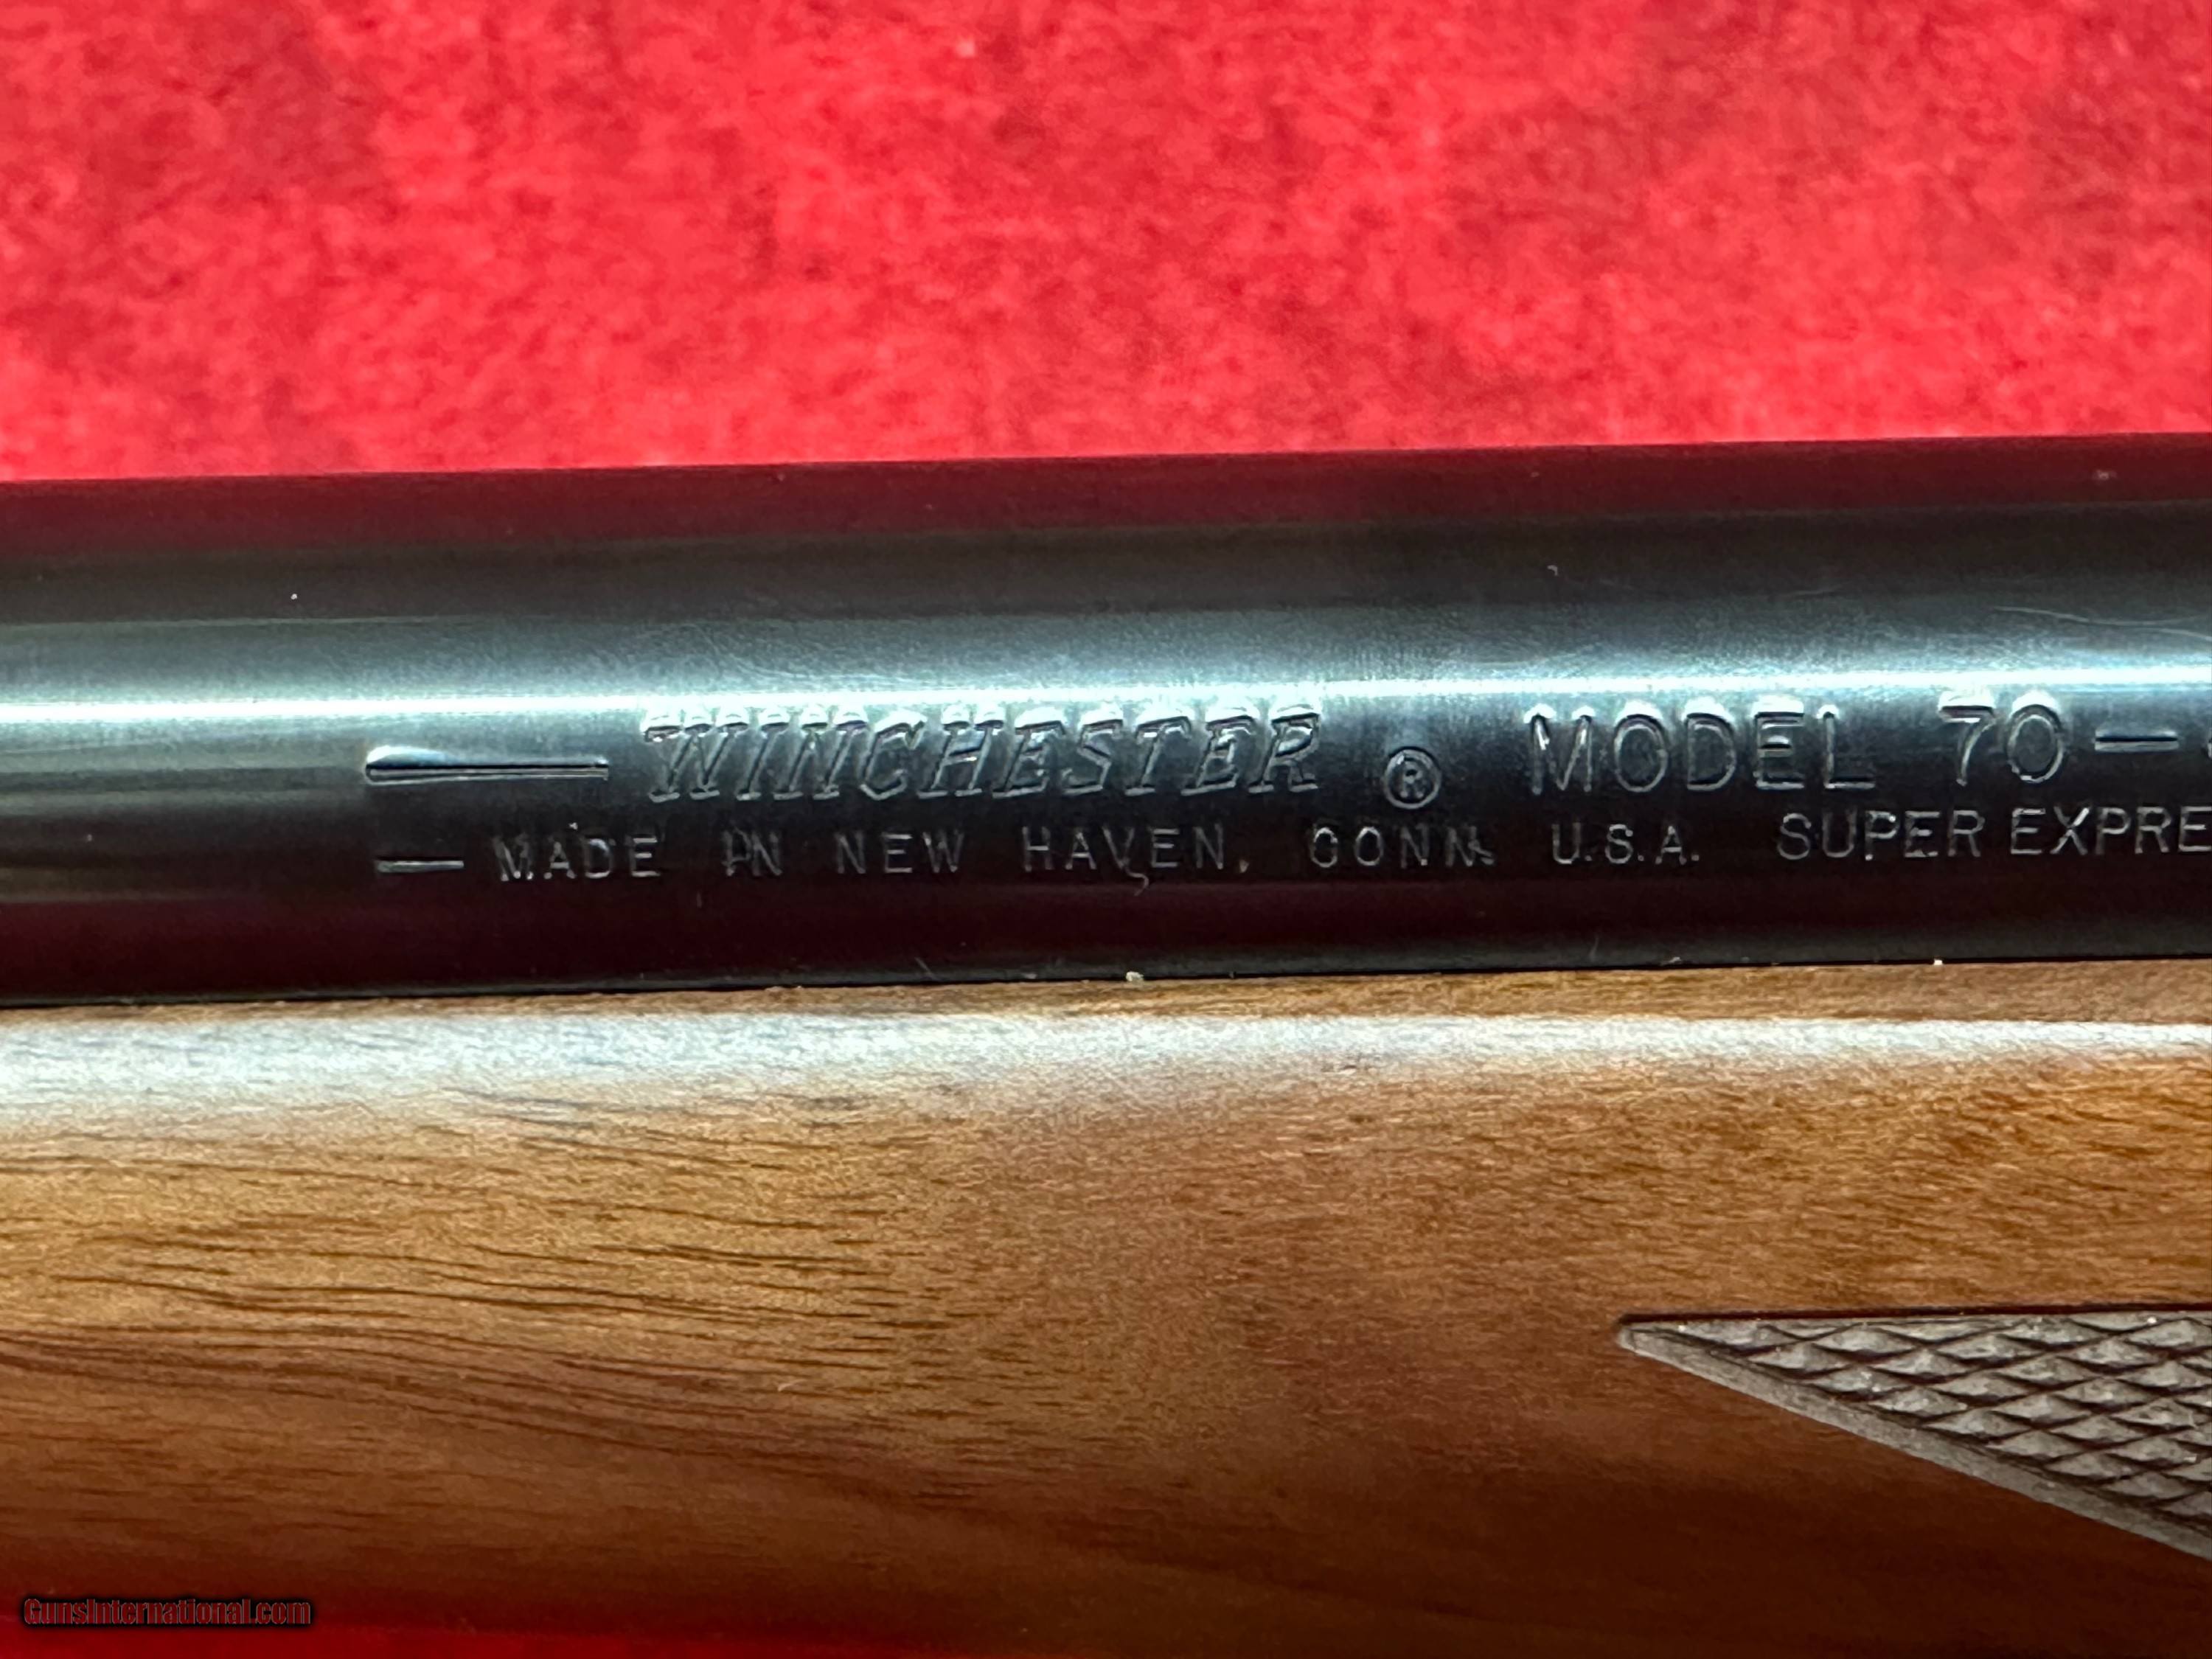 — WINCHESTER ® MODEL 70—
— MADE IN NEW HAVEN, CONN. U.S.A. SUPER EXPRE
GunsInternational.com